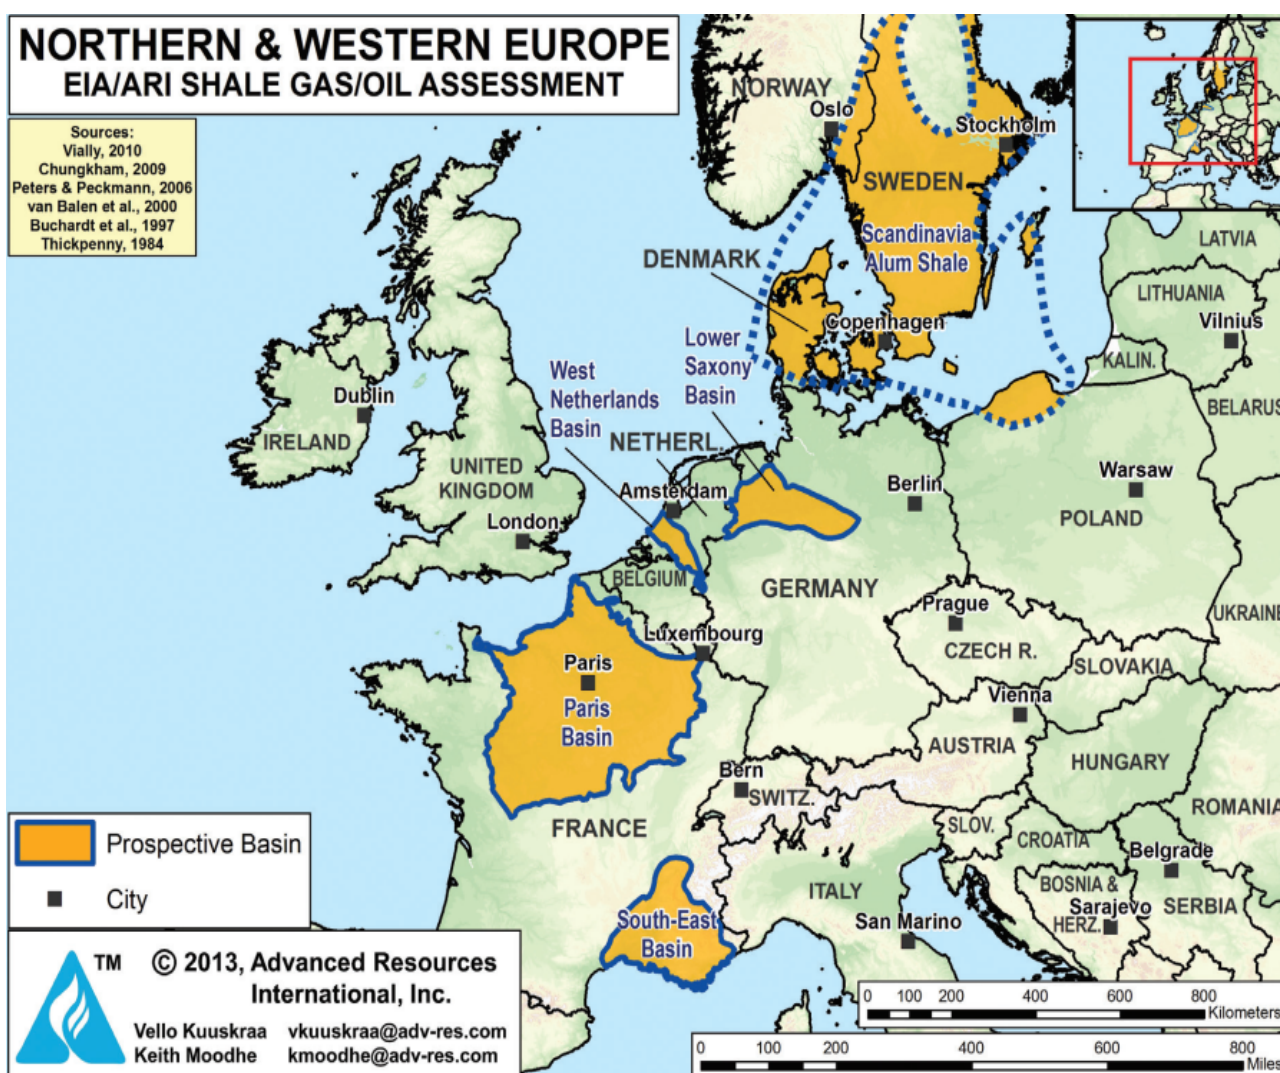 NORTHERN & WESTERN EUROPE
EIA/ARI SHALE GAS/OIL ASSESSMENT
Sources:
Vially, 2010
Chungkham, 2009
Peters & Peckmann, 2006
van Balen et al., 2000
Buchardt et al., 1997
Thickpenny, 1984
NORWAY
Oslo
Stockholm
SWEDEN
Scandinavia
Alum Shale
DENMARK
Copenhagen
LATVIA
LITHUANIA
Vilnius
KALIN.
BELARUS
Lower
Saxony
Basin
West
Netherlands
Basin
NETHERL.
Dublin
IRELAND
UNITED
KINGDOM
London
Amsterdam
Berlin
Warsaw
POLAND
BELGIUM
GERMANY
Prague
CZECH R.
UKRAINE
Luxembourg
SLOVAKIA
Paris
Paris
Basin
Vienna
AUSTRIA
HUNGARY
Bern
SWITZ.
ROMANIA
FRANCE
SLOV.
CROATIA
Belgrade
ITALY
BOSNIA &
HERZ.
Sarajevo
SERBIA
San Marino
South-East
Basin
Prospective Basin
City
TM
© 2013, Advanced Resources
International, Inc.
Vello Kuuskraa vkuuskraa@adv-res.com
Keith Moodhe kmoodhe@adv-res.com
0 100 200 400 600 800
Kilometers
0 100 200 400 600 800
Miles